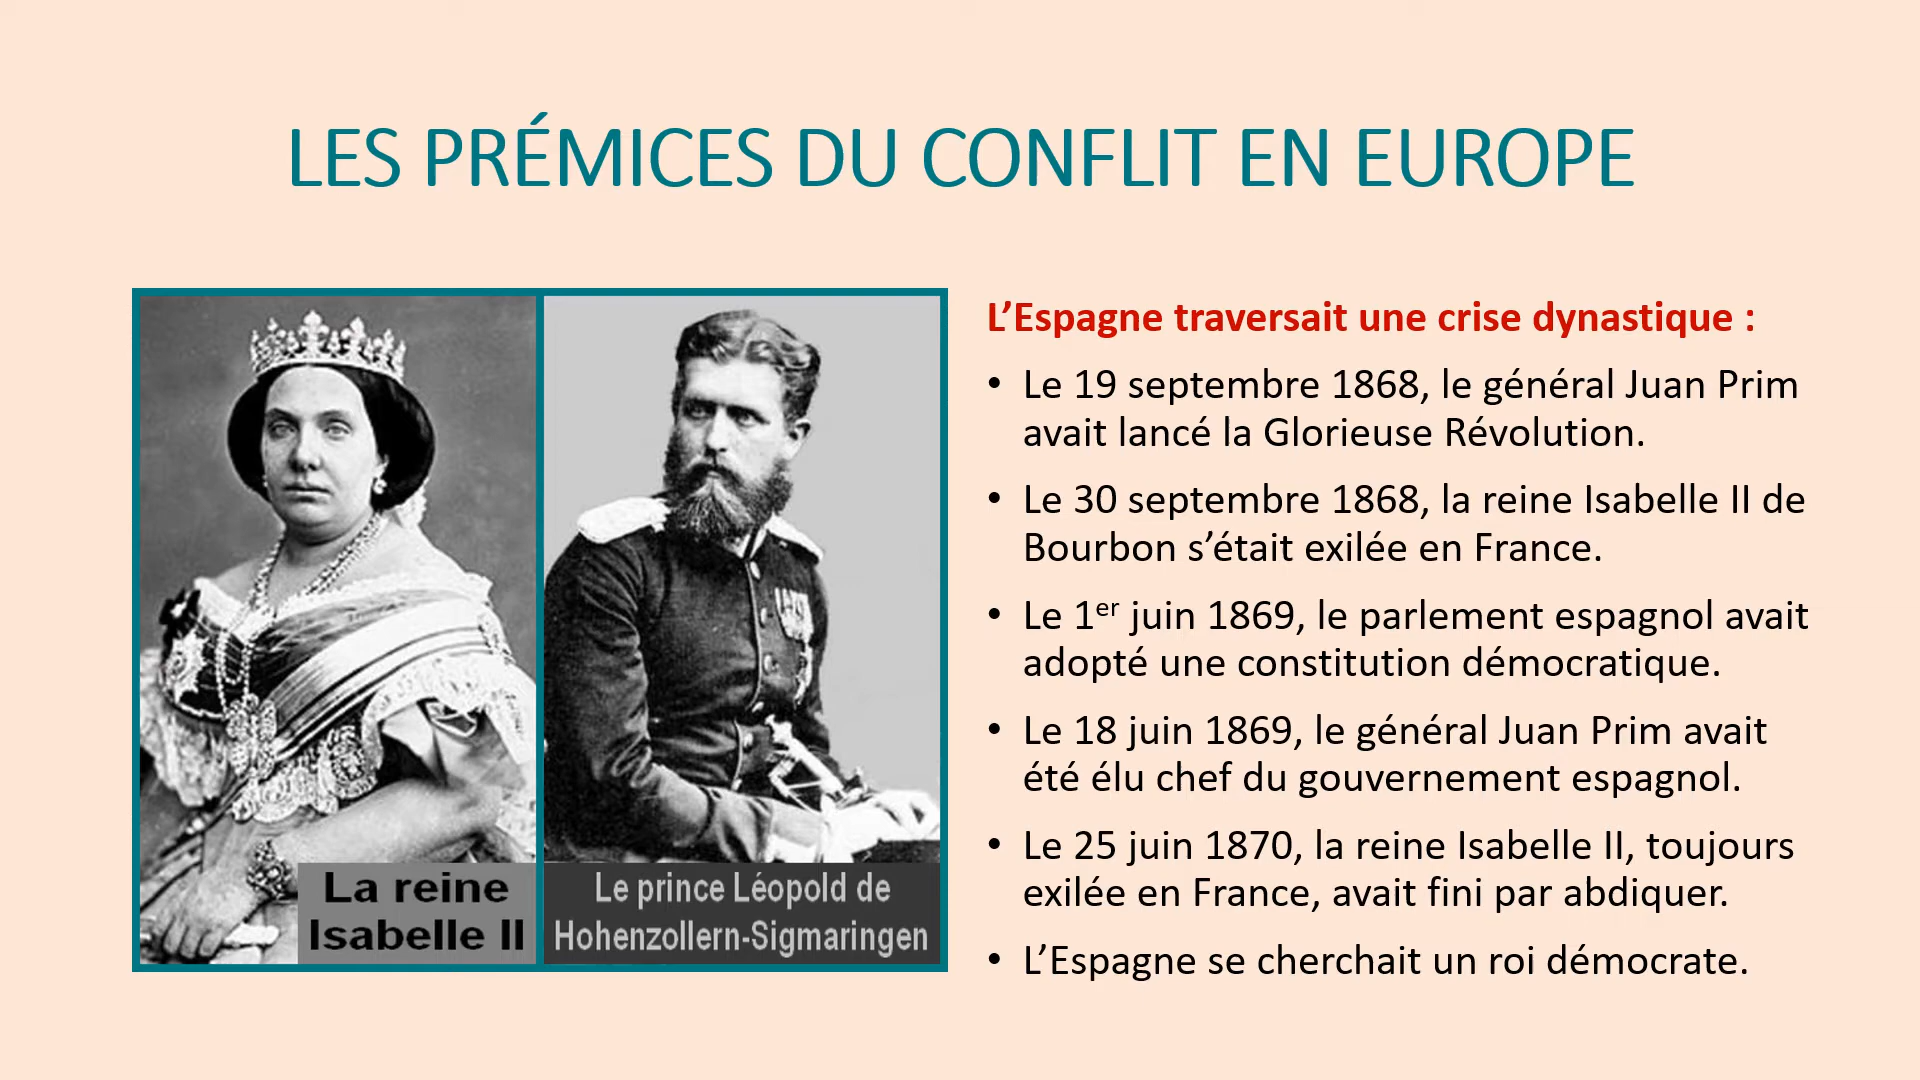 LES PRÉMICES DU CONFLIT EN EUROPE
La reine
Isabelle II
Le prince Léopold de
Hohenzollern-Sigmaringen
L’Espagne traversait une crise dynastique :
• Le 19 septembre 1868, le général Juan Prim
avait lancé la Glorieuse Révolution.
• Le 30 septembre 1868, la reine Isabelle II de
Bourbon s’était exilée en France.
• Le 1er juin 1869, le parlement espagnol avait
adopté une constitution démocratique.
• Le 18 juin 1869, le général Juan Prim avait
été élu chef du gouvernement espagnol.
• Le 25 juin 1870, la reine Isabelle II, toujours
exilée en France, avait fini par abdiquer.
• L’Espagne se cherchait un roi démocrate.